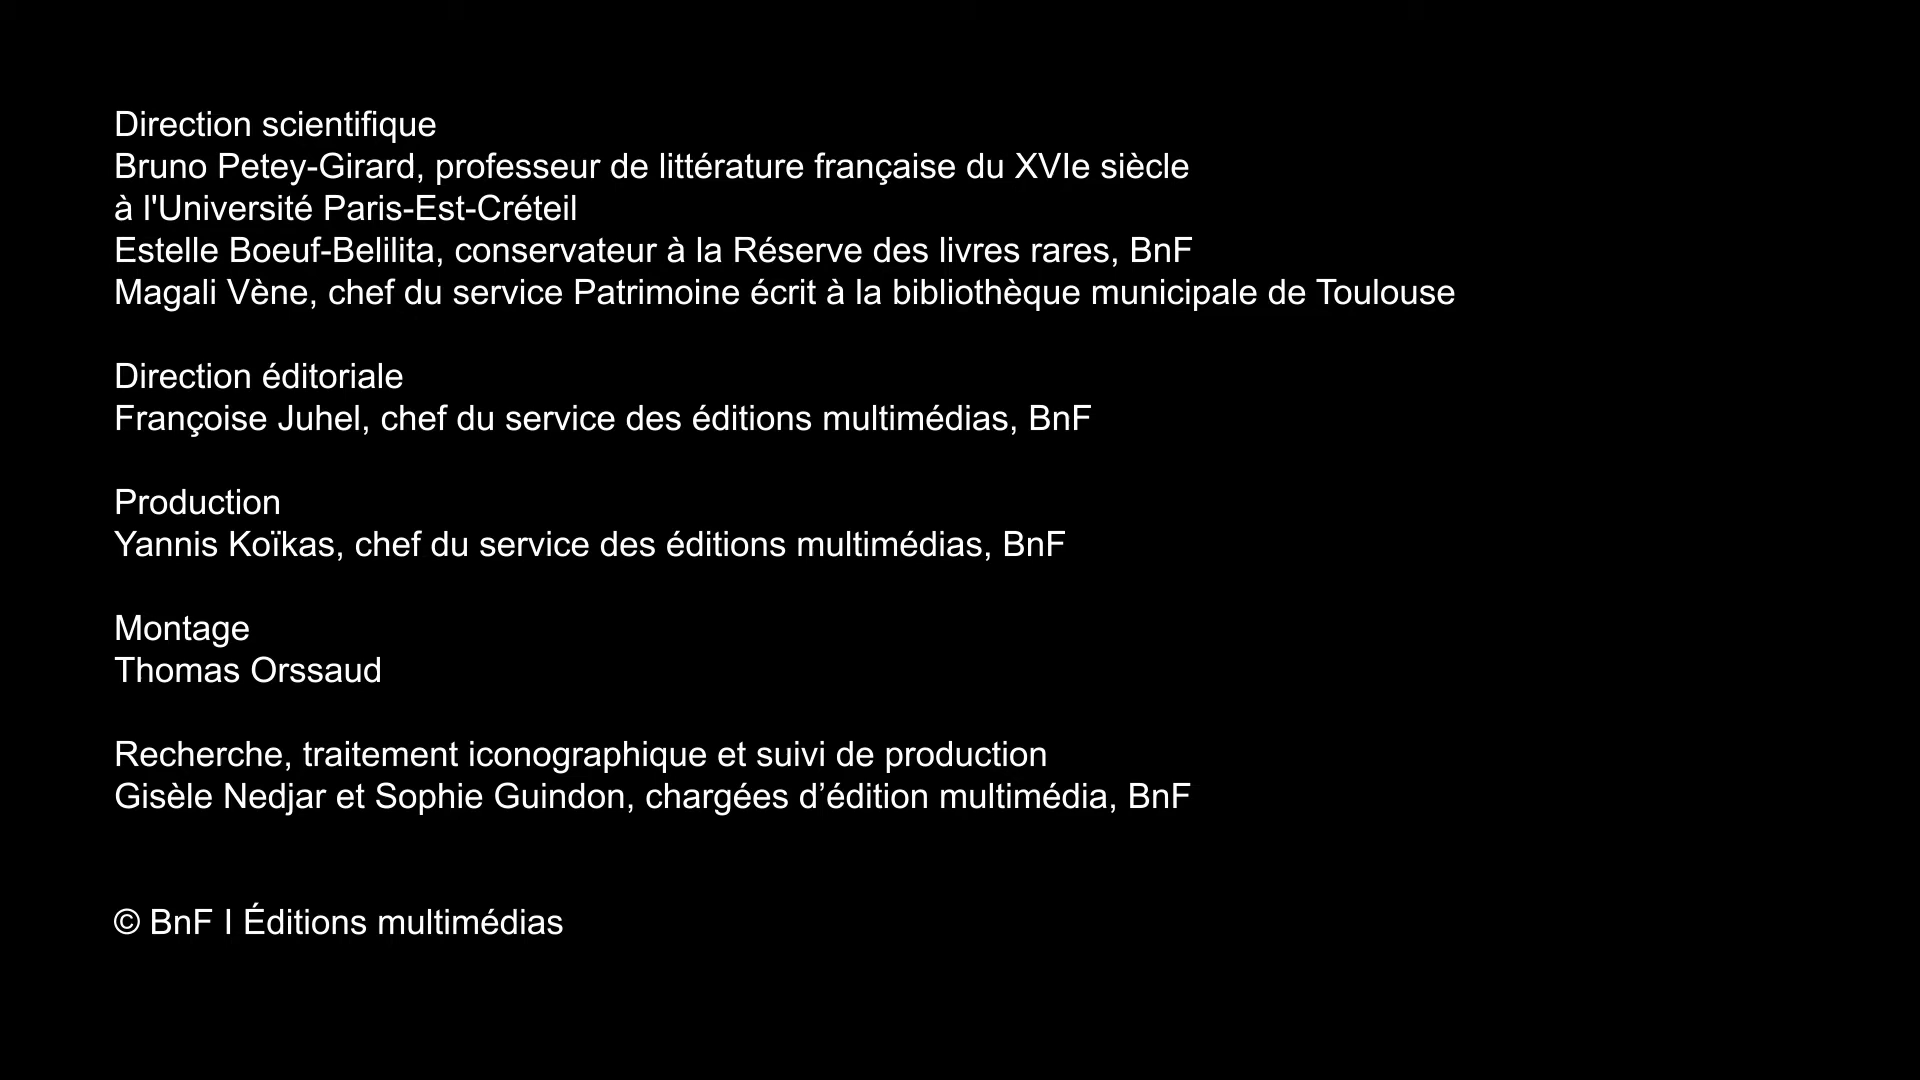 Direction scientifique
Bruno Petey-Girard, professeur de littérature française du XVIe siècle
à l'Université Paris-Est-Créteil
Estelle Boeuf-Belilita, conservateur à la Réserve des livres rares, BnF
Magali Vène, chef du service Patrimoine écrit à la bibliothèque municipale de Toulouse
Direction éditoriale
Françoise Juhel, chef du service des éditions multimédias, BnF
Production
Yannis Koïkas, chef du service des éditions multimédias, BnF
Montage
Thomas Orssaud
Recherche, traitement iconographique et suivi de production
Gisèle Nedjar et Sophie Guindon, chargées d’édition multimédia, BnF
© BnF I Éditions multimédias